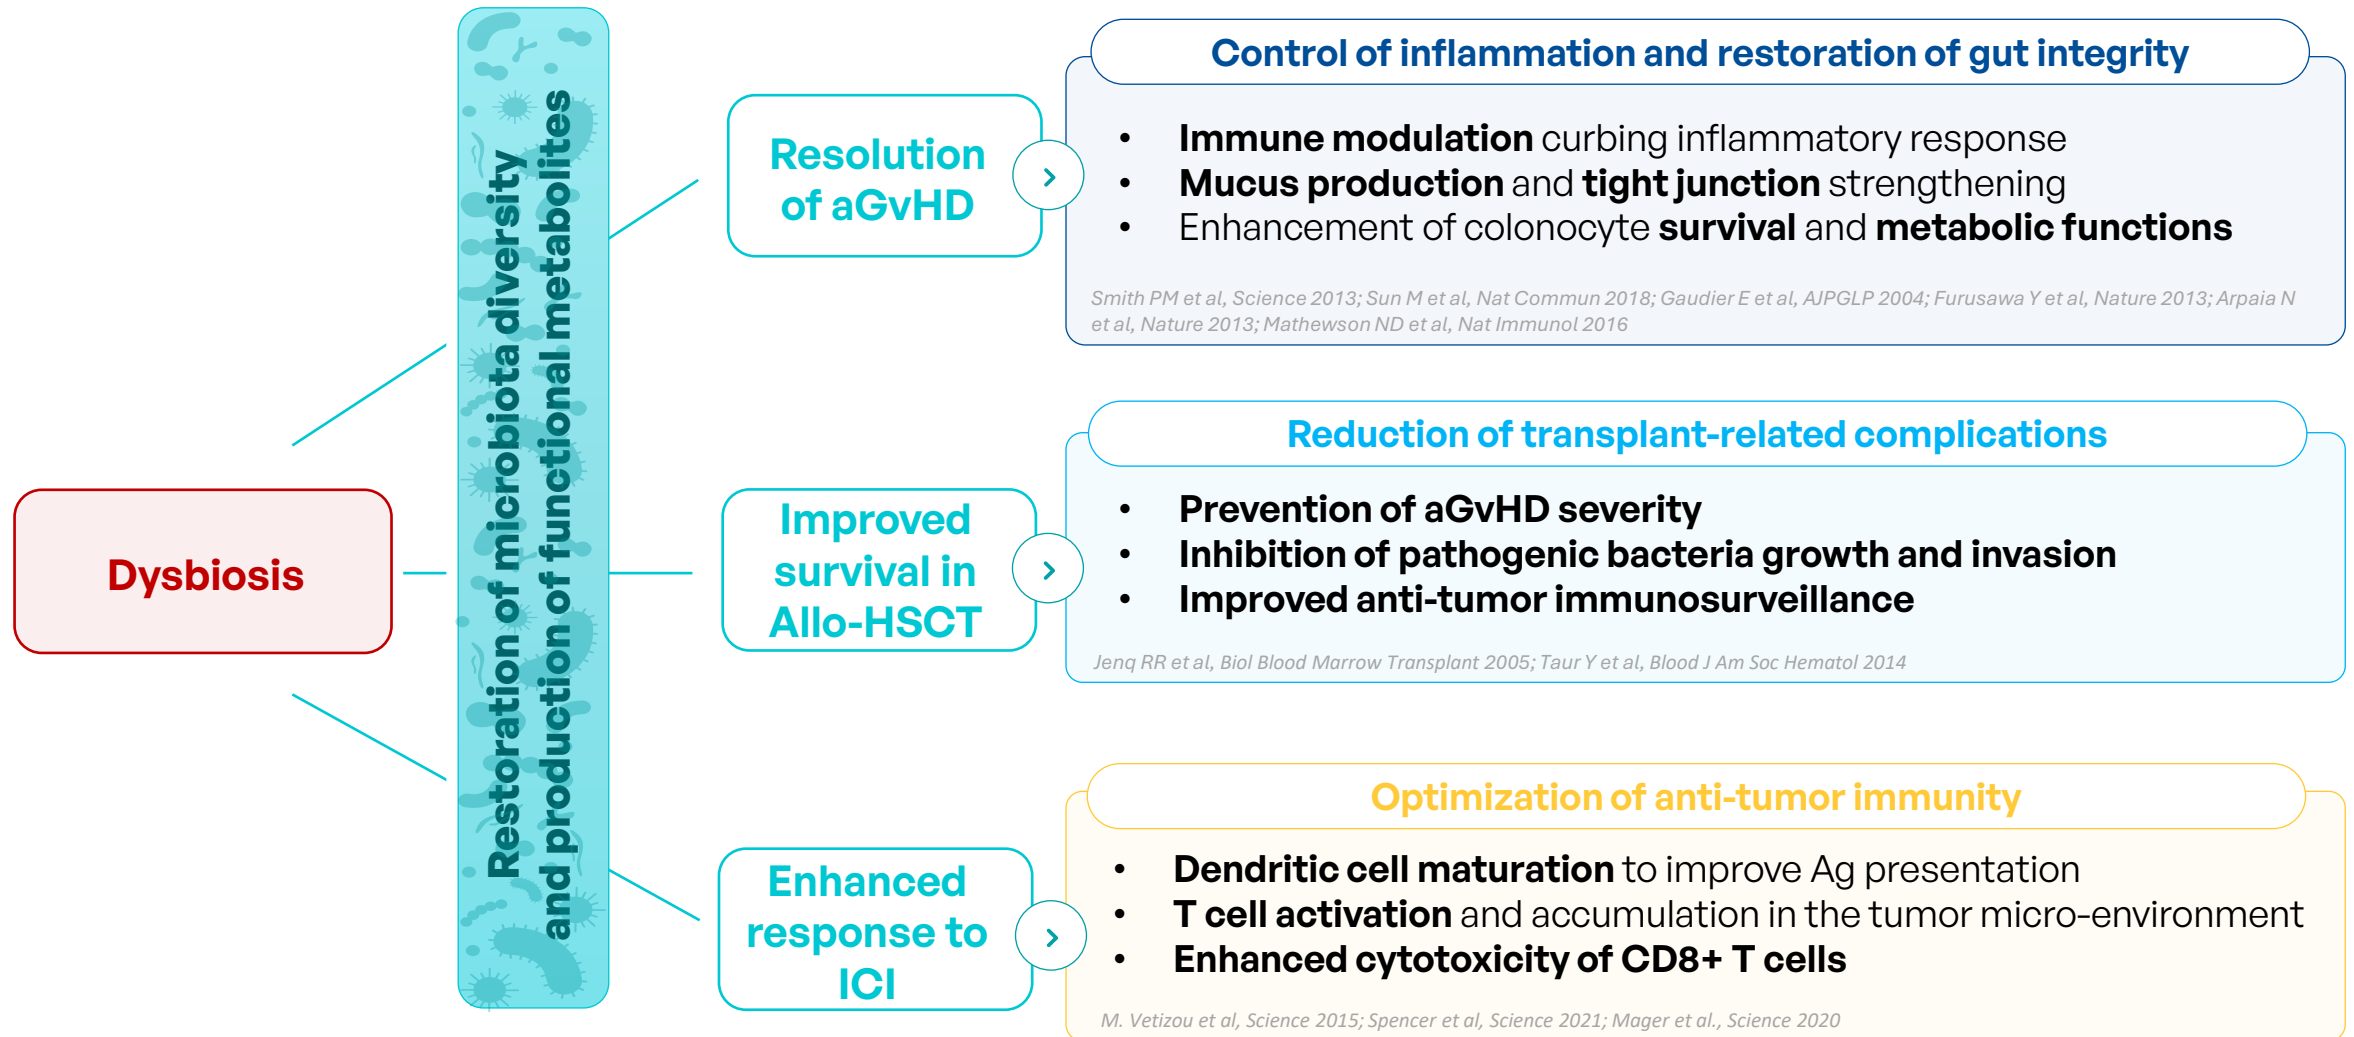 Dysbiosis
Restoration of microbiota diversity
and production of functional metabolites
Resolution
of aGvHD
Control of inflammation and restoration of gut integrity
• Immune modulation curbing inflammatory response
• Mucus production and tight junction strengthening
• Enhancement of colonocyte survival and metabolic functions
Smith PM et al, Science 2013; Sun M et al, Nat Commun 2018; Gaudier E et al, AJPGLP 2004; Furusawa Y et al, Nature 2013; Arpaia N
et al, Nature 2013; Mathewson ND et al, Nat Immunol 2016
Improved
survival in
Allo-HSCT
Reduction of transplant-related complications
• Prevention of aGvHD severity
• Inhibition of pathogenic bacteria growth and invasion
• Improved anti-tumor immunosurveillance
Jenq RR et al, Biol Blood Marrow Transplant 2005; Taur Y et al, Blood J Am Soc Hematol 2014
Enhanced
response to
ICI
Optimization of anti-tumor immunity
• Dendritic cell maturation to improve Ag presentation
• T cell activation and accumulation in the tumor micro-environment
• Enhanced cytotoxicity of CD8+ T cells
M. Vetizou et al, Science 2015; Spencer et al, Science 2021; Mager et al., Science 2020